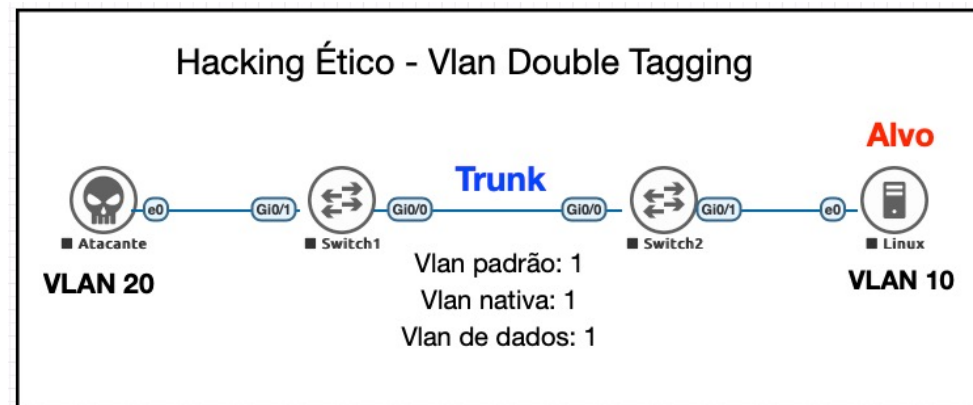 Hacking Ético - Vlan Double Tagging
Alvo
Trunk
e0
Gi0/1
Gi0/0
Gi0/0
Gi0/1
e0
Atacante
Switch1
Switch2
Linux
VLAN 20
Vlan padrão: 1
VLAN 10
Vlan nativa: 1
Vlan de dados: 1